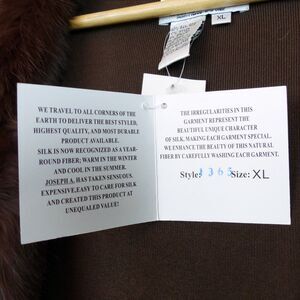 XL
WE TRAVEL TO ALL CORNERS OF THE
EARTH TO DELIVER THE BEST STYLED,
HIGHEST QUALITY, AND MOST DURABLE
PRODUCT AVAILABLE.
SILK IS NOW RECOGNIZED AS A YEAR-
ROUND FIBER; WARM IN THE WINTER
AND COOL IN THE SUMMER.
JOSEPH A. HAS TAKEN SENSUOUS,
EXPENSIVE,EASY TO CARE FOR SILK
AND CREATED THIS PRODUCT AT
UNEQUALED VALUE!
THE IRREGULARITIES IN THIS
GARMENT REPRESENT THE
BEAUTIFUL UNIQUE CHARACTER
OF SILK, MAKING EACH GARMENT SPECIAL.
WE ENHANCE THE BEAUTY OF THIS NATURAL
FIBER BY CAREFULLY WASHING EACH GARMENT.
Style: 3365 Size: XL